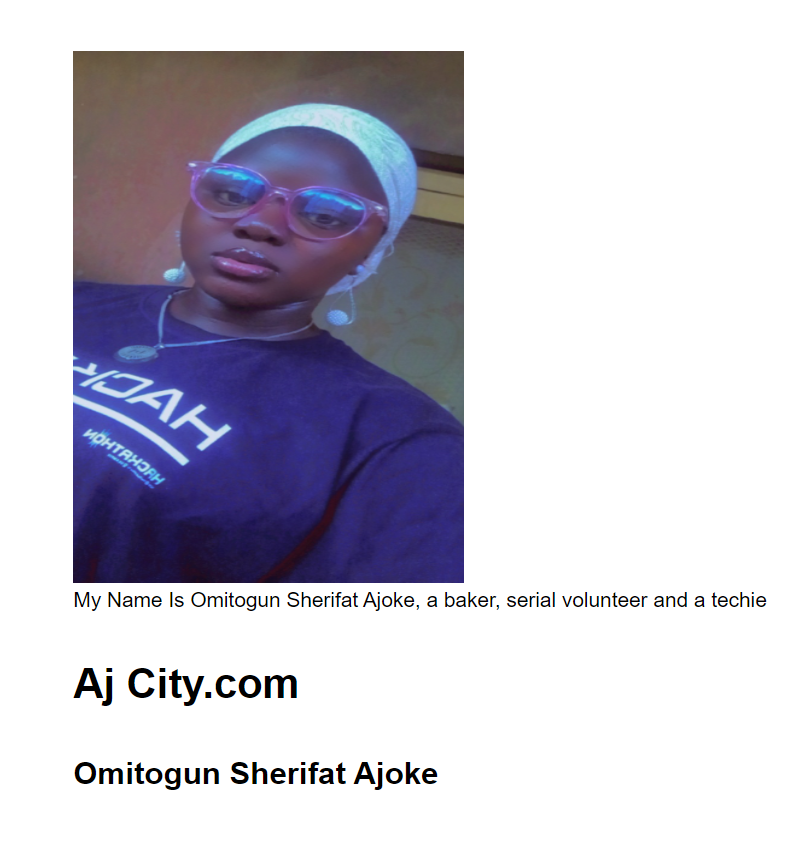 HACK
HACKATHON
My Name Is Omitogun Sherifat Ajoke, a baker, serial volunteer and a techie
Aj City.com
Omitogun Sherifat Ajoke